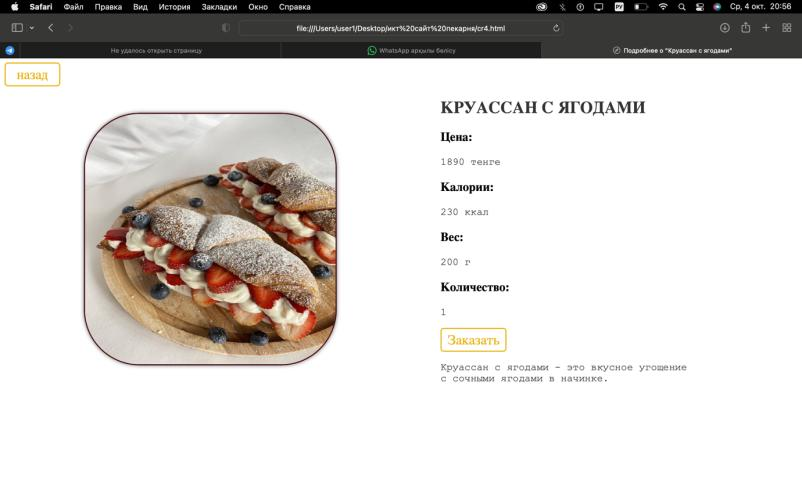 Safari Файл Правка Вид История Закладки Окно Справка
РУ
Ср, 4 окт. 20:56
file:///Users/user1/Desktop/икт%20сайт%20пекарня/cr4.html
Не удалось открыть страницу
WhatsApp арқылы бөлісу
Подробнее о "Круассан с ягодами"
назад
КРУАССАН С ЯГОДАМИ
Цена:
1890 тенге
Калории:
230 ккал
Вес:
200 г
Количество:
1
Заказать
Круассан с ягодами - это вкусное угощение
с сочными ягодами в начинке.